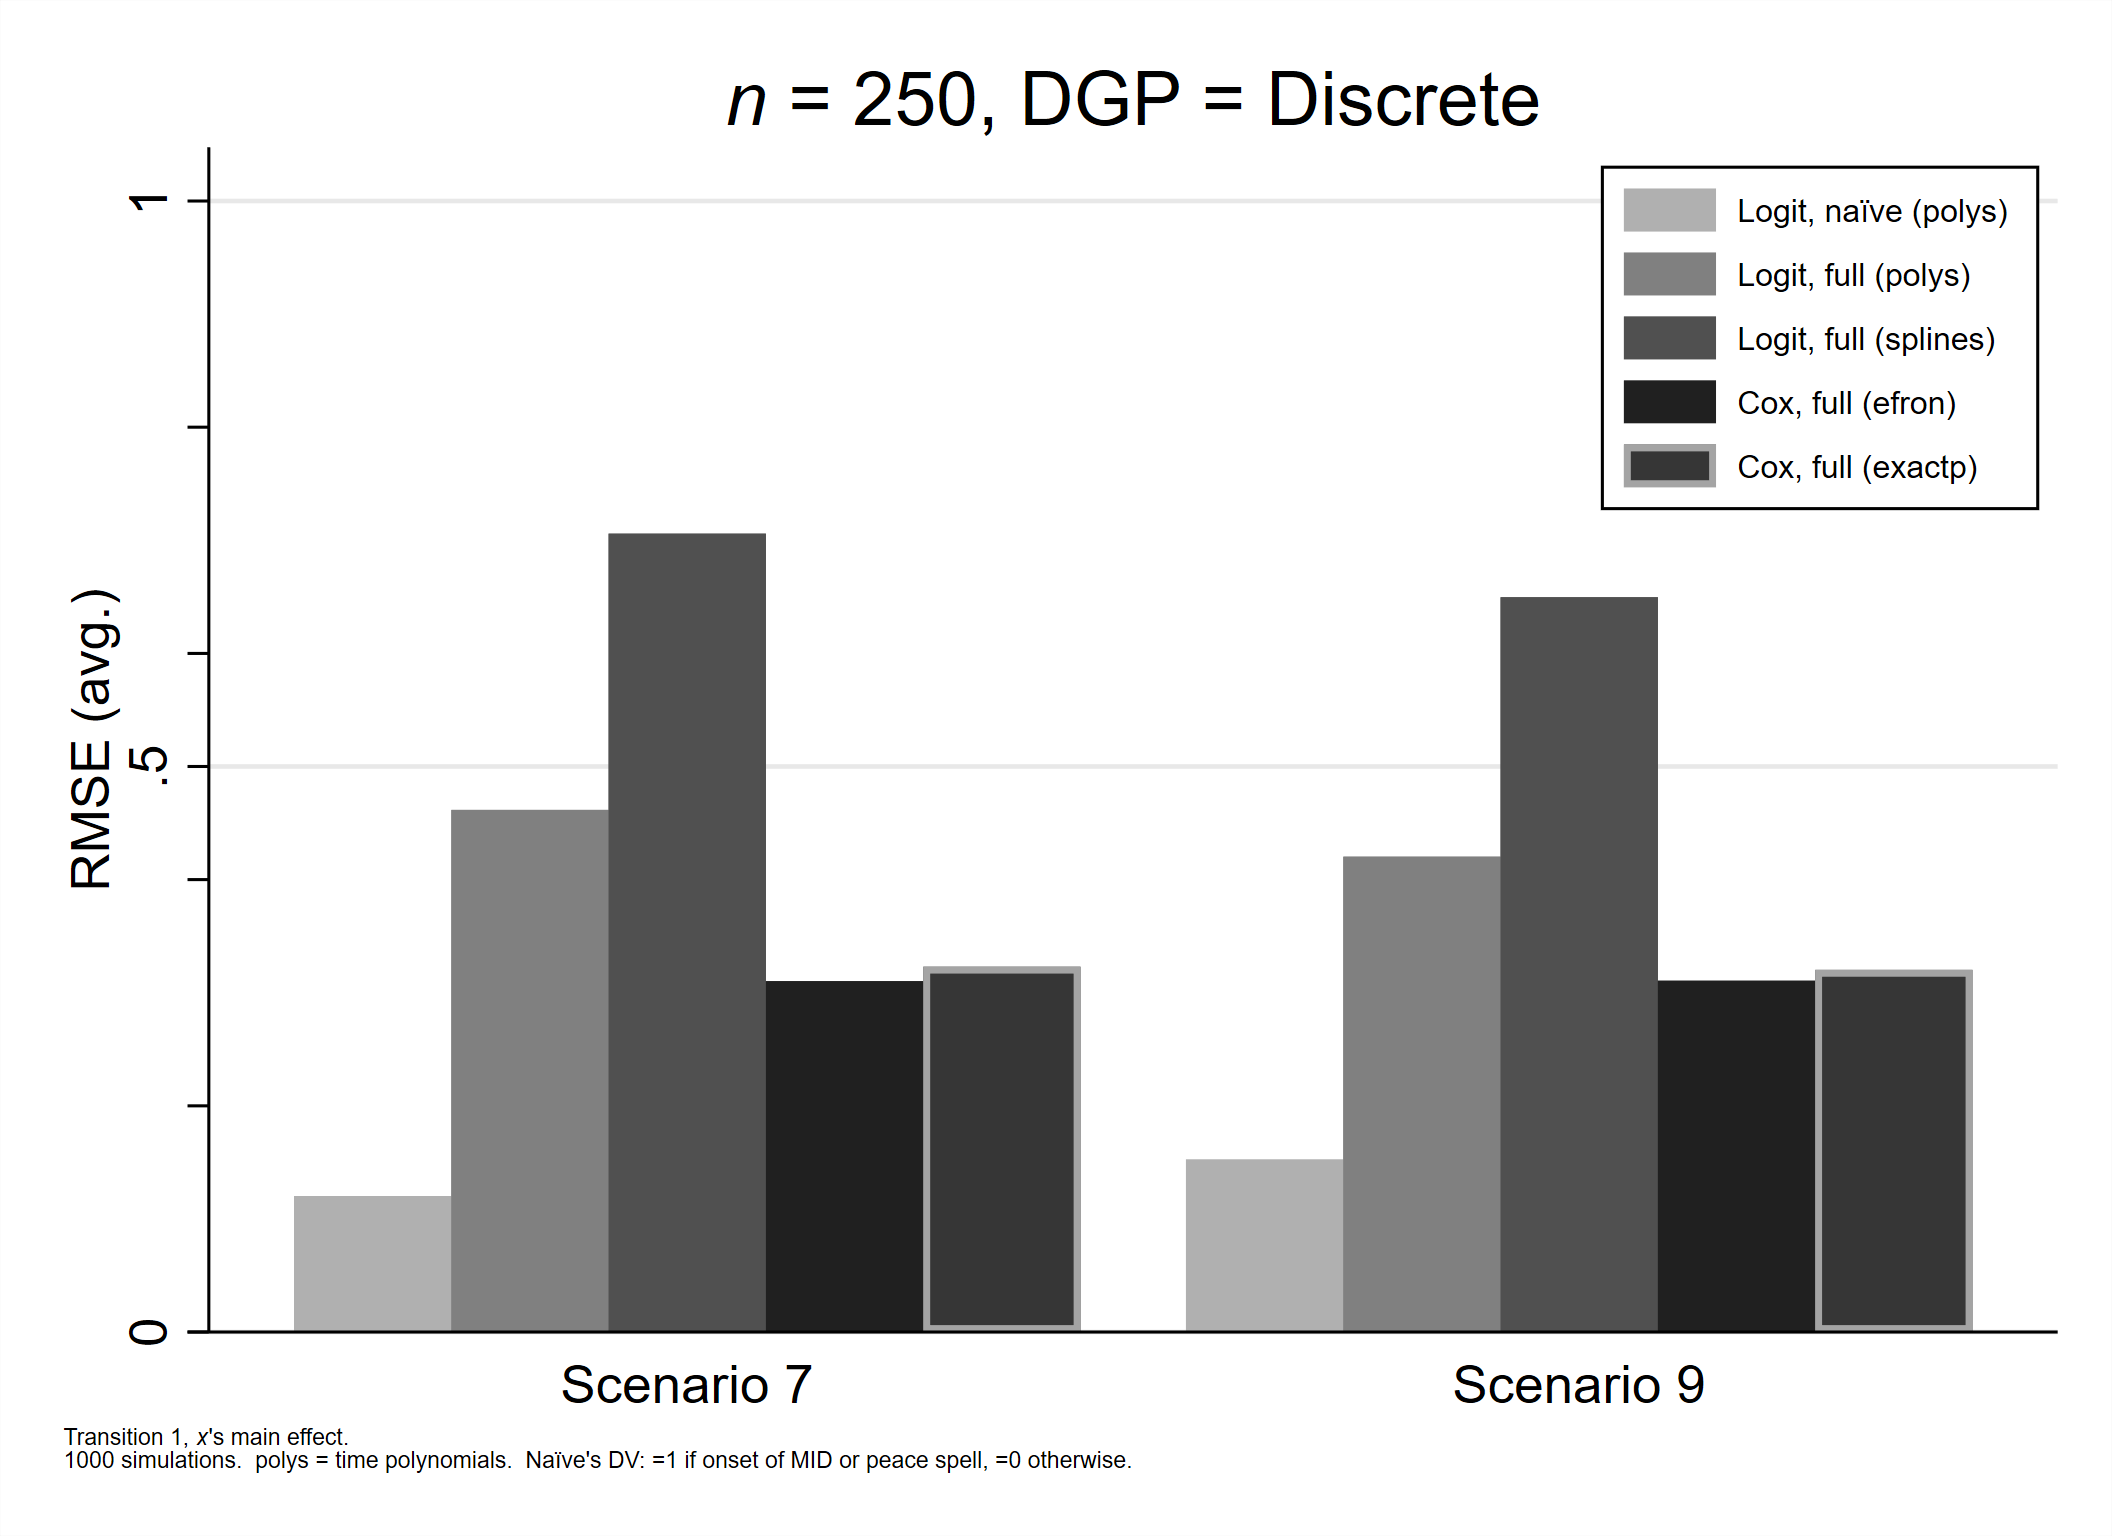 n = 250, DGP = Discrete
1
.5
0
RMSE (avg.)
Logit, naïve (polys)
Logit, full (polys)
Logit, full (splines)
Cox, full (efron)
Cox, full (exactp)
Scenario 7
Scenario 9
Transition 1, x's main effect.
1000 simulations.  polys = time polynomials.  Naïve's DV: =1 if onset of MID or peace spell, =0 otherwise.